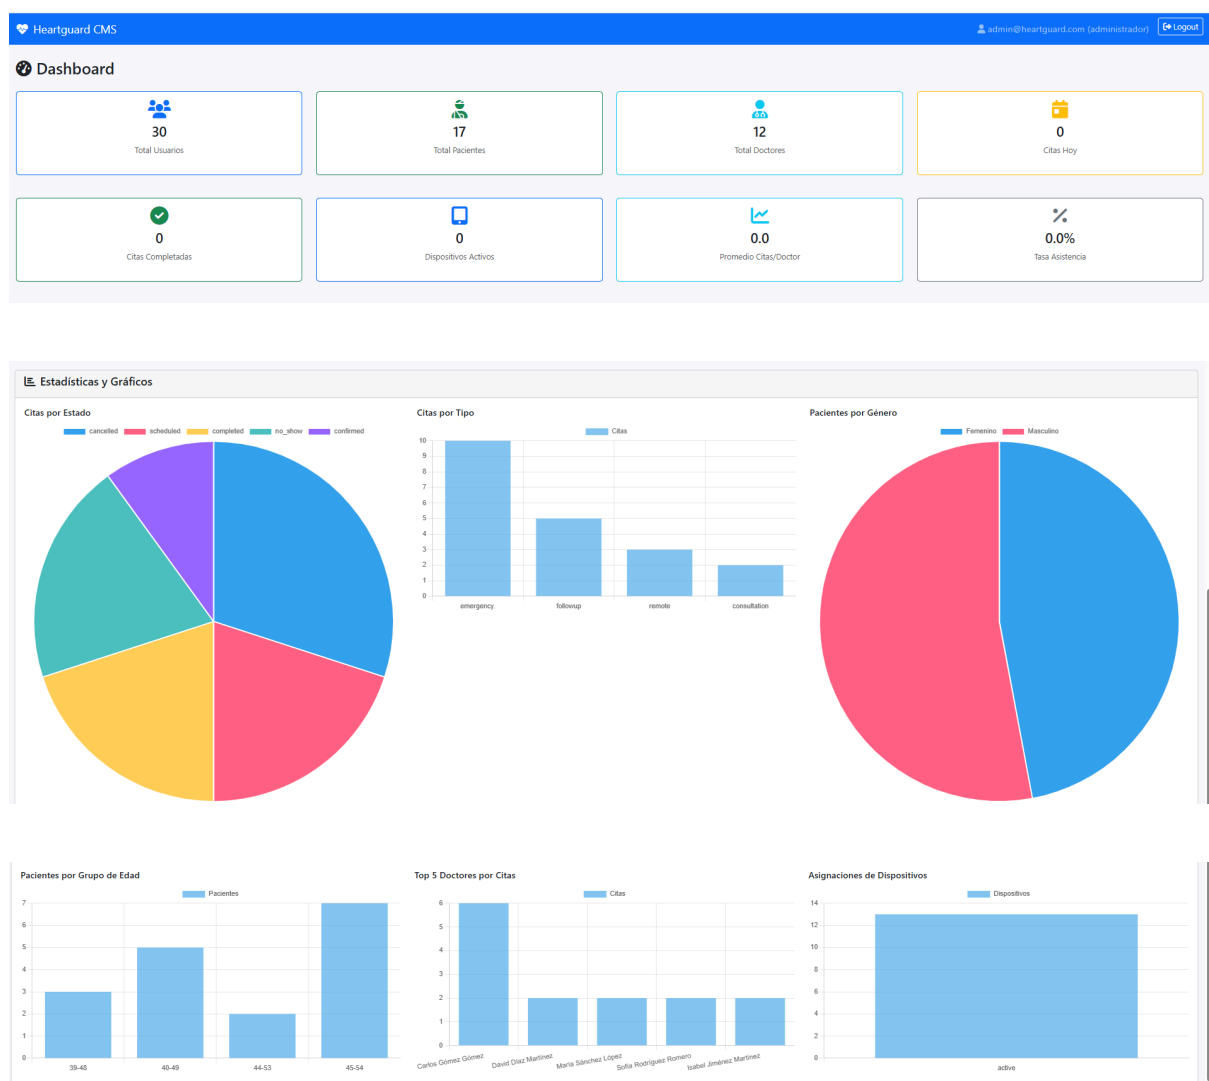 Heartguard CMS
admin@heartguard.com (administrador)
Logout
Dashboard
30
Total Usuarios
17
Total Pacientes
12
Total Doctores
0
Citas Hoy
0
Citas Completadas
0
Dispositivos Activos
0.0
Promedio Citas/Doctor
0.0%
Tasa Asistencia
Estadísticas y Gráficos
Citas por Estado
cancelled scheduled completed no_show confirmed
Citas por Tipo
Citas
10
9
8
7
6
5
4
3
2
1
0
emergency followup remote consultation
Pacientes por Género
Femenino Masculino
Pacientes por Grupo de Edad
Pacientes
7
6
5
4
3
2
1
0
39-48 40-49 44-53 45-54
Top 5 Doctores por Citas
Citas
6
5
4
3
2
1
0
Carlos Gómez Gómez
David Díaz Martínez
María Sánchez López
Sofía Rodríguez Romero
Isabel Jiménez Martínez
Asignaciones de Dispositivos
Dispositivos
14
12
10
8
6
4
2
0
active